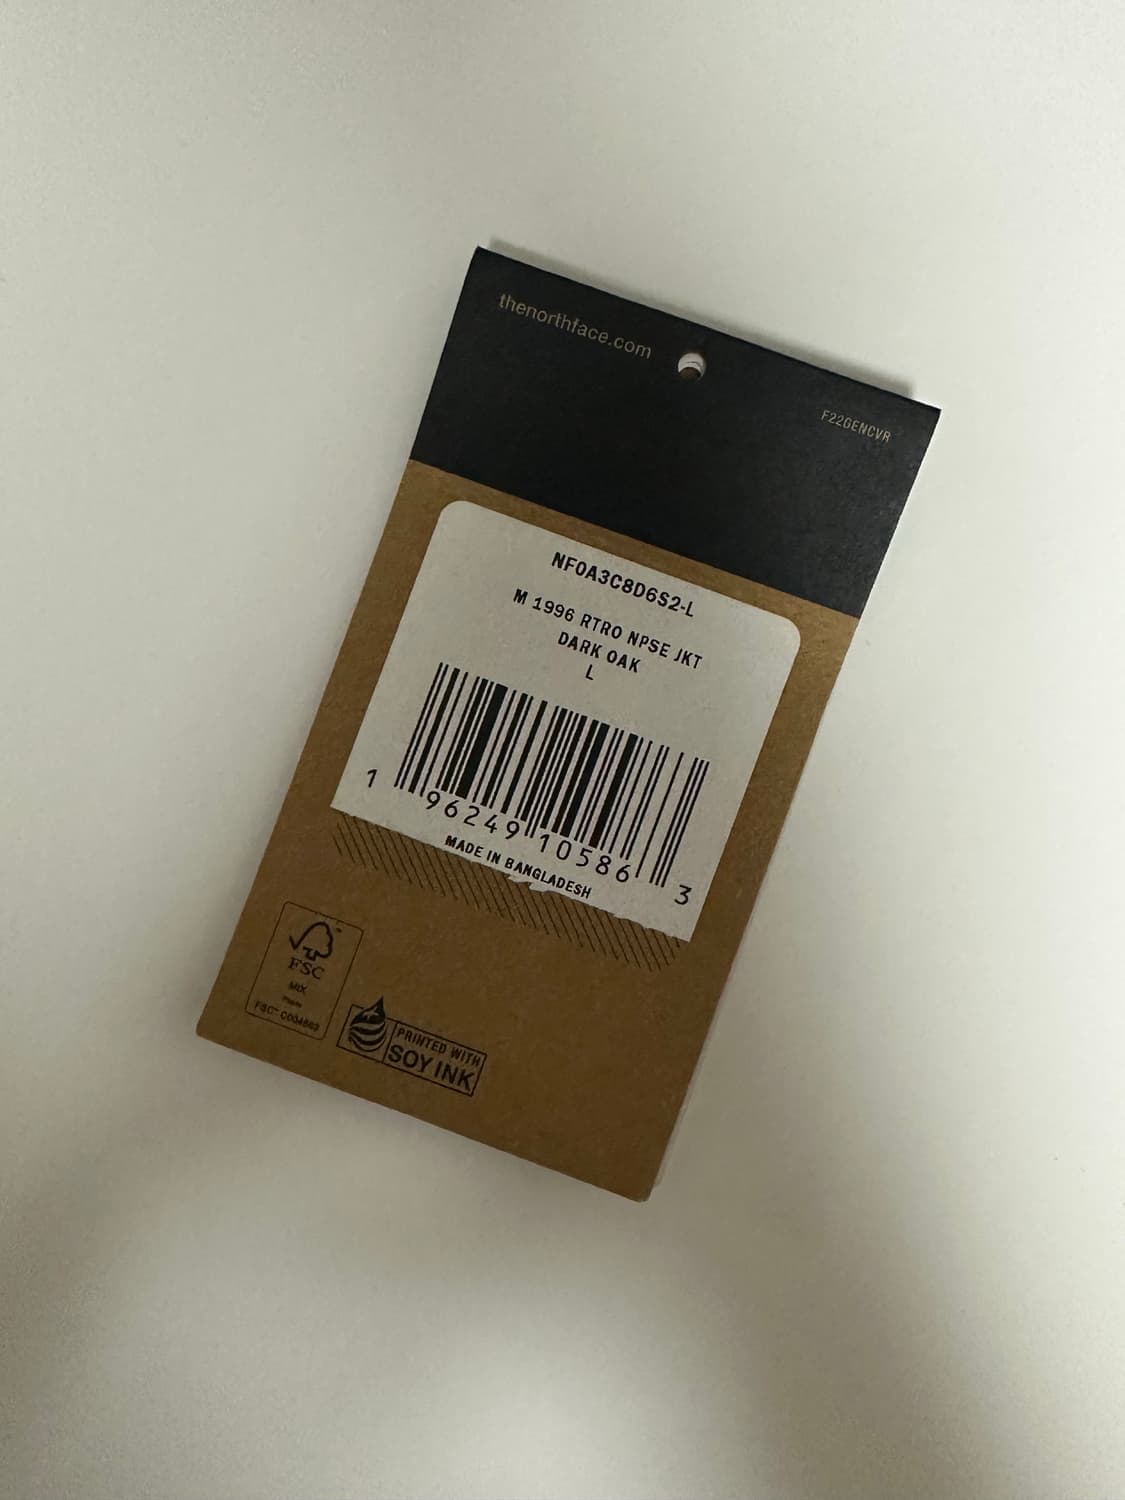 thenorthface.com
F22GENCVR
NF0A3C8D6S2-L
M 1996 RTRO NPSE JKT
DARK OAK
L
1 96249 10586 3
MADE IN BANGLADESH
FSC
MIX
PRINTED WITH
SOY INK